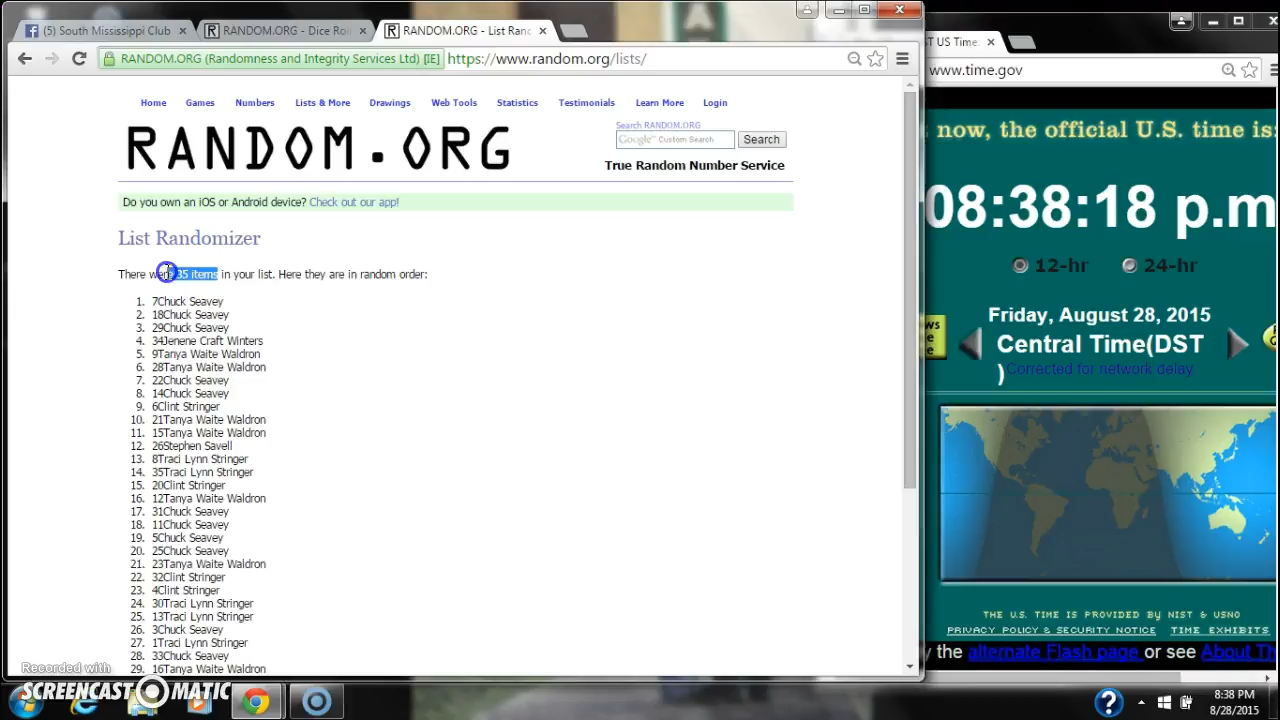 (5) South Mississippi Club
RANDOM.ORG - Dice Ro
RANDOM.ORG - List Ran
RANDOM.ORG (Randomness and Integrity Services Ltd) [IE]
https://www.random.org/lists/
Home Games Numbers Lists & More Drawings Web Tools Statistics Testimonials Learn More Login
Search RANDOM.ORG
RANDOM.ORG
Google™ Custom Search
Search
True Random Number Service
Do you own an iOS or Android device? Check out our app!
List Randomizer
There were 35 items in your list. Here they are in random order:
1. 7Chuck Seavey
2. 18Chuck Seavey
3. 29Chuck Seavey
4. 34Jenene Craft Winters
5. 9Tanya Waite Waldron
6. 28Tanya Waite Waldron
7. 22Chuck Seavey
8. 14Chuck Seavey
9. 6Clint Stringer
10. 21Tanya Waite Waldron
11. 15Tanya Waite Waldron
12. 26Stephen Savell
13. 8Traci Lynn Stringer
14. 35Traci Lynn Stringer
15. 20Clint Stringer
16. 12Tanya Waite Waldron
17. 31Chuck Seavey
18. 11Chuck Seavey
19. 5Chuck Seavey
20. 25Chuck Seavey
21. 23Tanya Waite Waldron
22. 32Clint Stringer
23. 4Clint Stringer
24. 30Traci Lynn Stringer
25. 13Traci Lynn Stringer
26. 3Chuck Seavey
27. 1Traci Lynn Stringer
28. 33Chuck Seavey
29. 16Tanya Waite Waldron
T US Time
www.time.gov
now, the official U.S. time is:
08:38:18 p.m
12-hr 24-hr
Friday, August 28, 2015
Central Time(DST
)
Corrected for network delay
THE U.S. TIME IS PROVIDED BY NIST & USNO
PRIVACY POLICY & SECURITY NOTICE TIME EXHIBITS
the alternate Flash page or see About
Recorded with
SCREENCAST MATIC
8:38 PM
8/28/2015